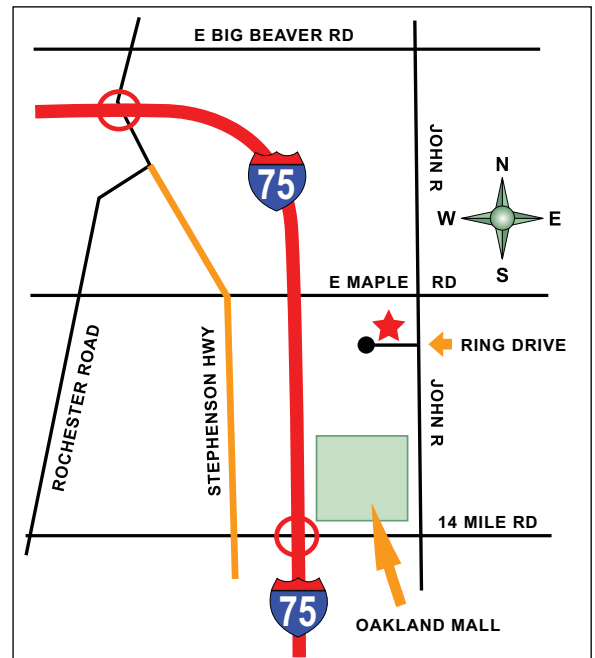 E BIG BEAVER RD
JOHN R
75
N
W
E
S
E MAPLE RD
RING DRIVE
ROCHESTER ROAD
STEPHENSON HWY
JOHN R
14 MILE RD
75
OAKLAND MALL